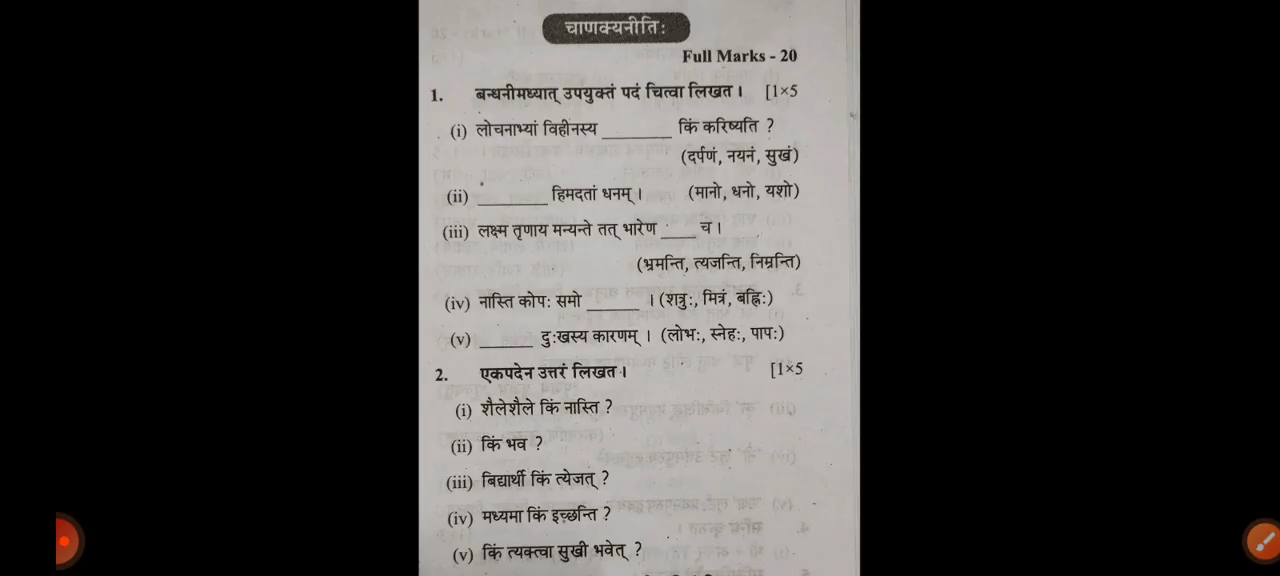 चाणक्यनीतिः
Full Marks - 20
1. बन्धनीमध्यात् उपयुक्तं पदं चित्वा लिखत। [1×5
(i) लोचनाभ्यां विहीनस्य ________ किं करिष्यति ?
(दर्पणं, नयनं, सुखं)
(ii) ________ हिमदतां धनम् । (मानो, धनो, यशो)
(iii) लक्ष्म तृणाय मन्यन्ते तत् भारेण ____ च ।
(भ्रमन्ति, त्यजन्ति, निम्रन्ति)
(iv) नास्ति कोपः समो ______ । (शत्रुः, मित्रं, बह्निः)
(v) ______ दुःखस्य कारणम् । (लोभः, स्नेहः, पापः)
2. एकपदेन उत्तरं लिखत। [1×5
(i) शैलेशैले किं नास्ति ?
(ii) किं भव ?
(iii) बिद्यार्थी किं त्येजत् ?
(iv) मध्यमा किं इच्छन्ति ?
(v) किं त्यक्त्वा सुखी भवेत् ?